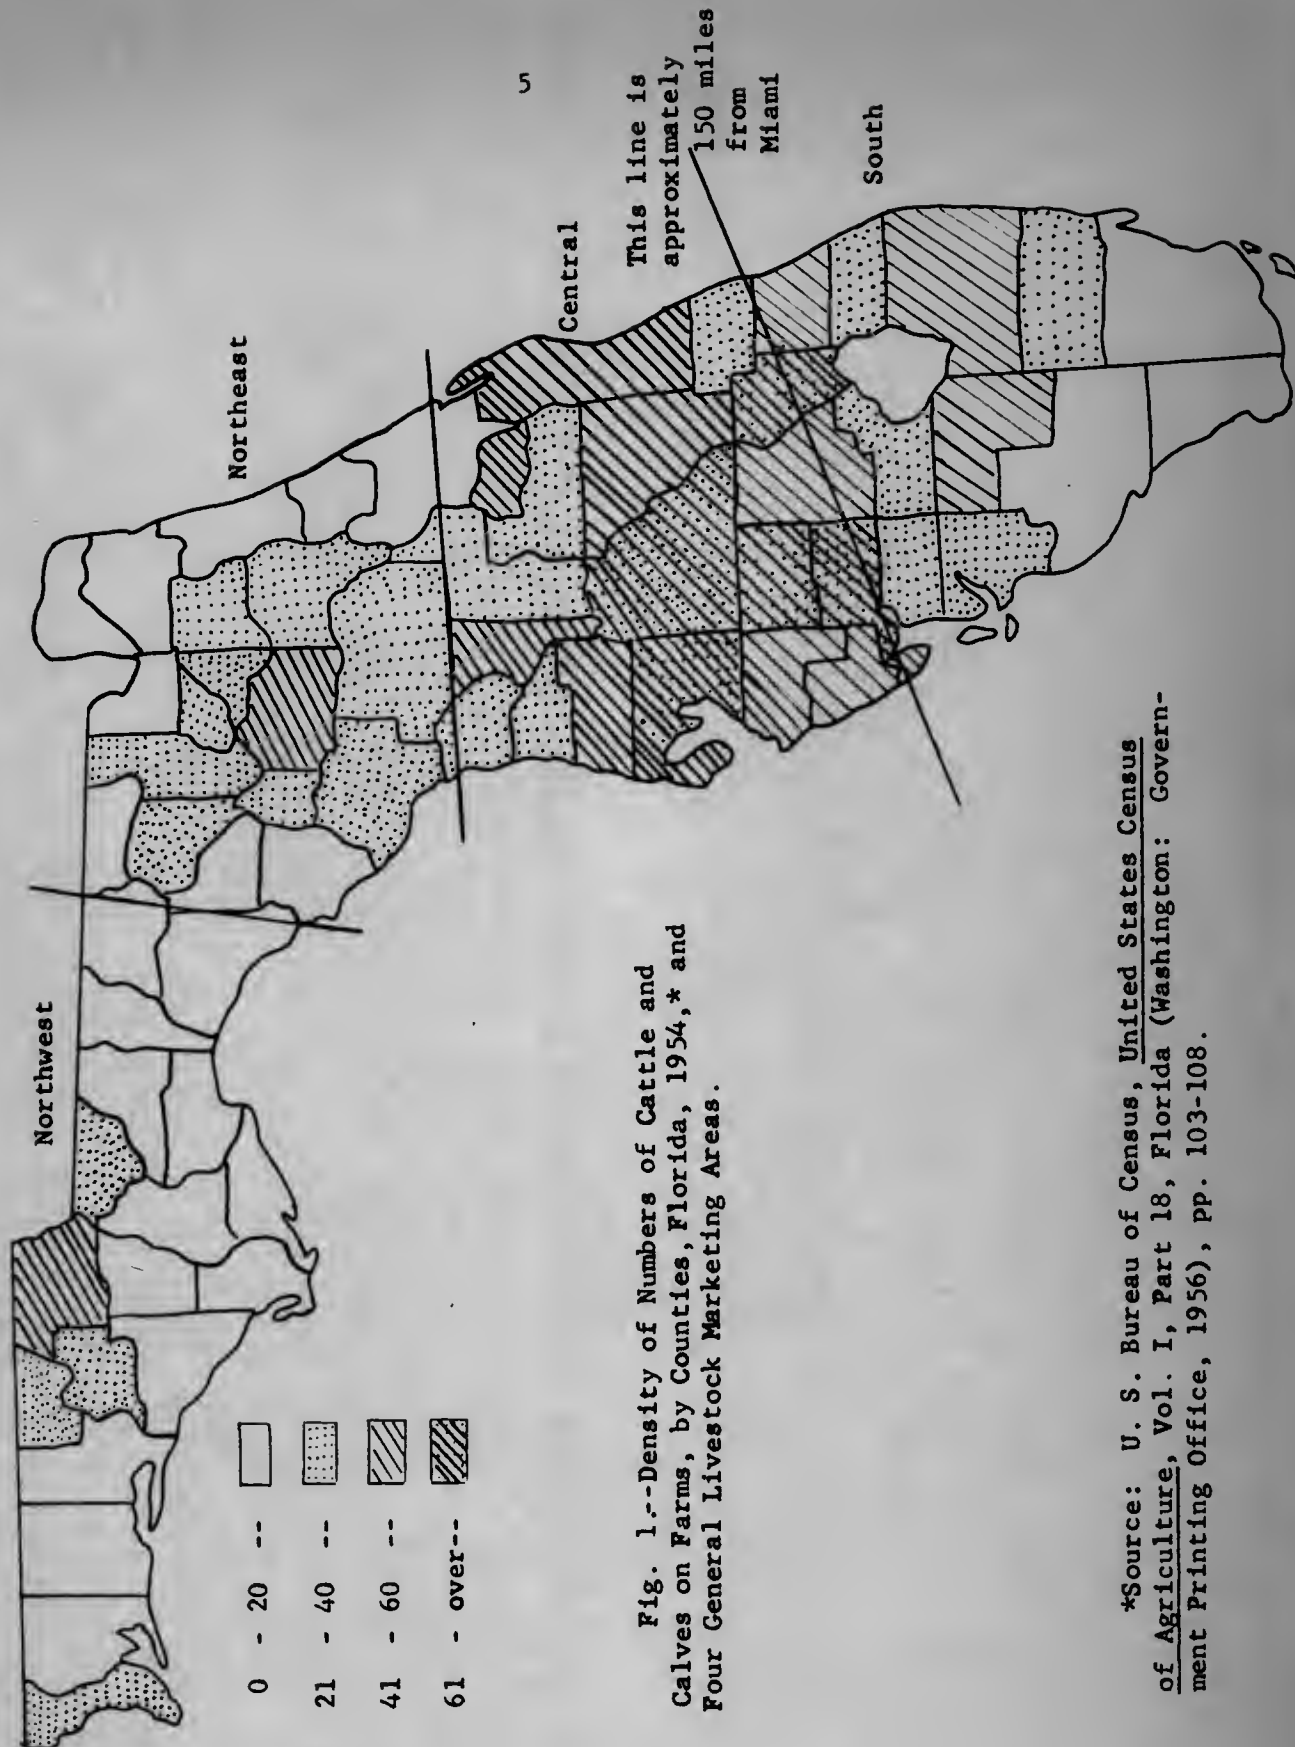 5
Northwest
Northeast
Central
This line is
approximately
150 miles
from
Miami
South
0 - 20 --
21 - 40 --
41 - 60 --
61 - over--
Fig. 1.--Density of Numbers of Cattle and
Calves on Farms, by Counties, Florida, 1954,* and
Four General Livestock Marketing Areas.
*Source: U. S. Bureau of Census, United States Census
of Agriculture, Vol. I, Part 18, Florida (Washington: Govern-
ment Printing Office, 1956), pp. 103-108.